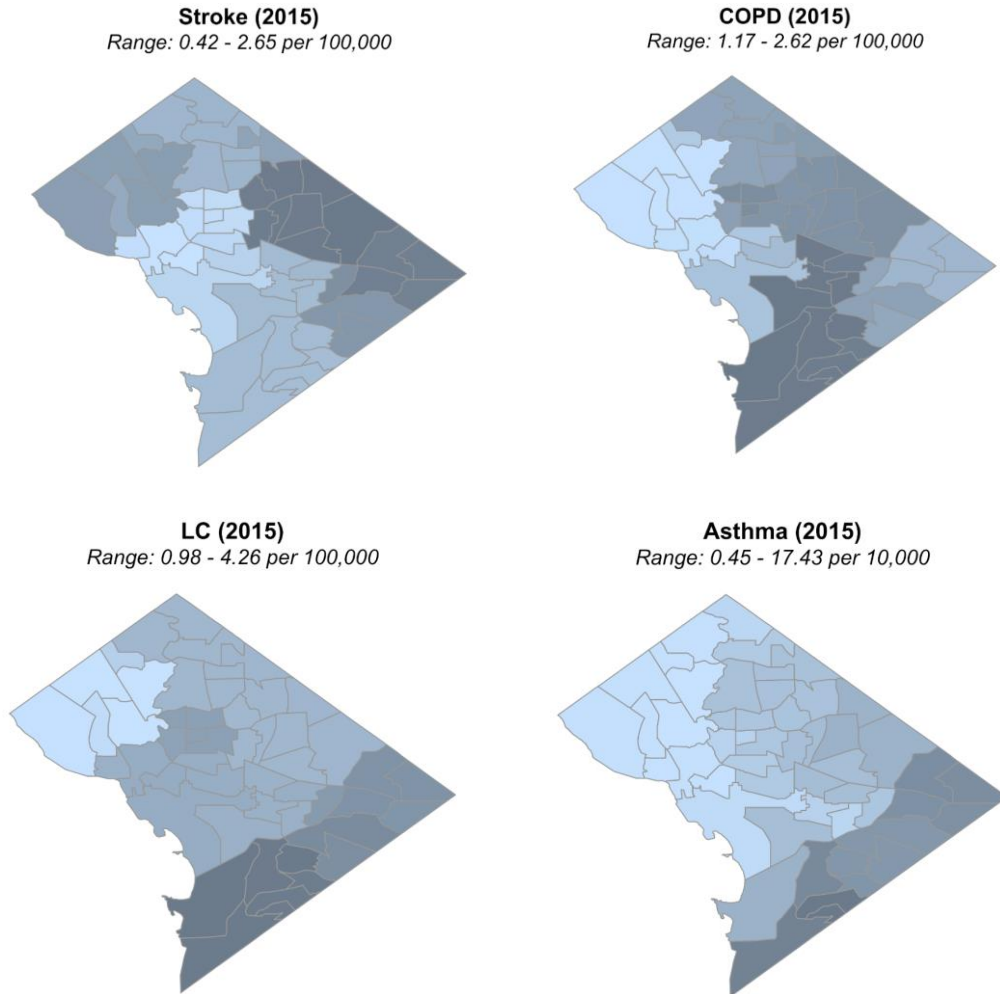 Stroke (2015)
Range: 0.42 - 2.65 per 100,000
COPD (2015)
Range: 1.17 - 2.62 per 100,000
LC (2015)
Range: 0.98 - 4.26 per 100,000
Asthma (2015)
Range: 0.45 - 17.43 per 10,000